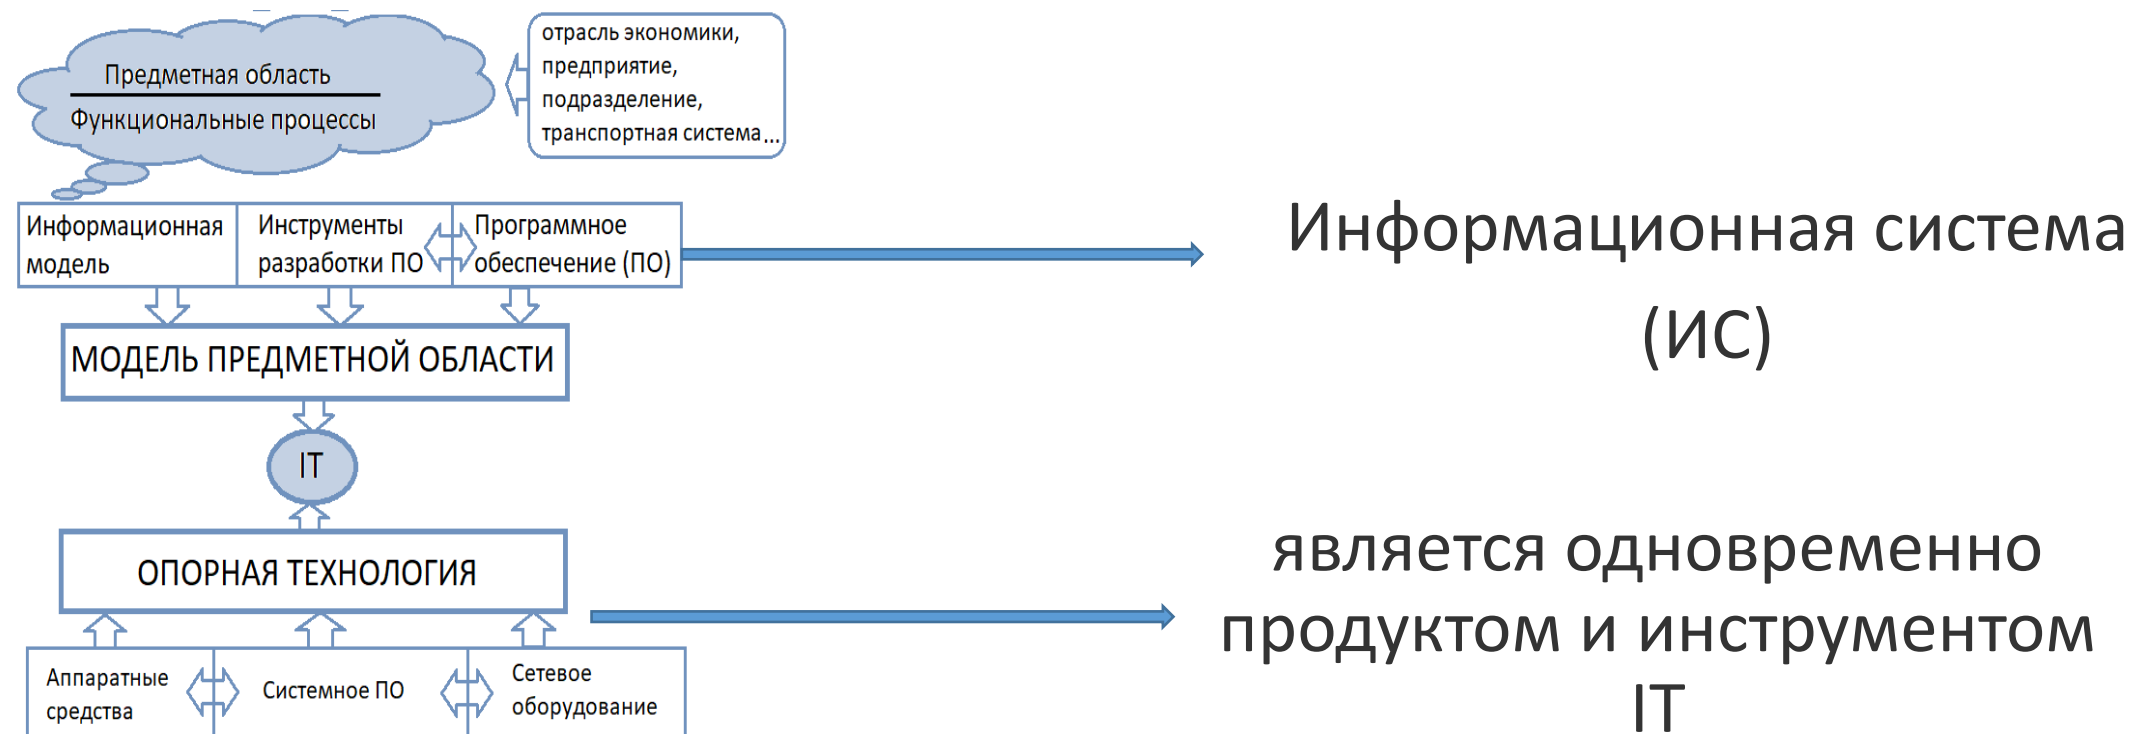 Предметная область
Функциональные процессы
отрасль экономики,
предприятие,
подразделение,
транспортная система...
Информационная
модель
Инструменты
разработки ПО
Программное
обеспечение (ПО)
МОДЕЛЬ ПРЕДМЕТНОЙ ОБЛАСТИ
IT
ОПОРНАЯ ТЕХНОЛОГИЯ
Аппаратные
средства
Системное ПО
Сетевое
оборудование
Информационная система
(ИС)
является одновременно
продуктом и инструментом
IT